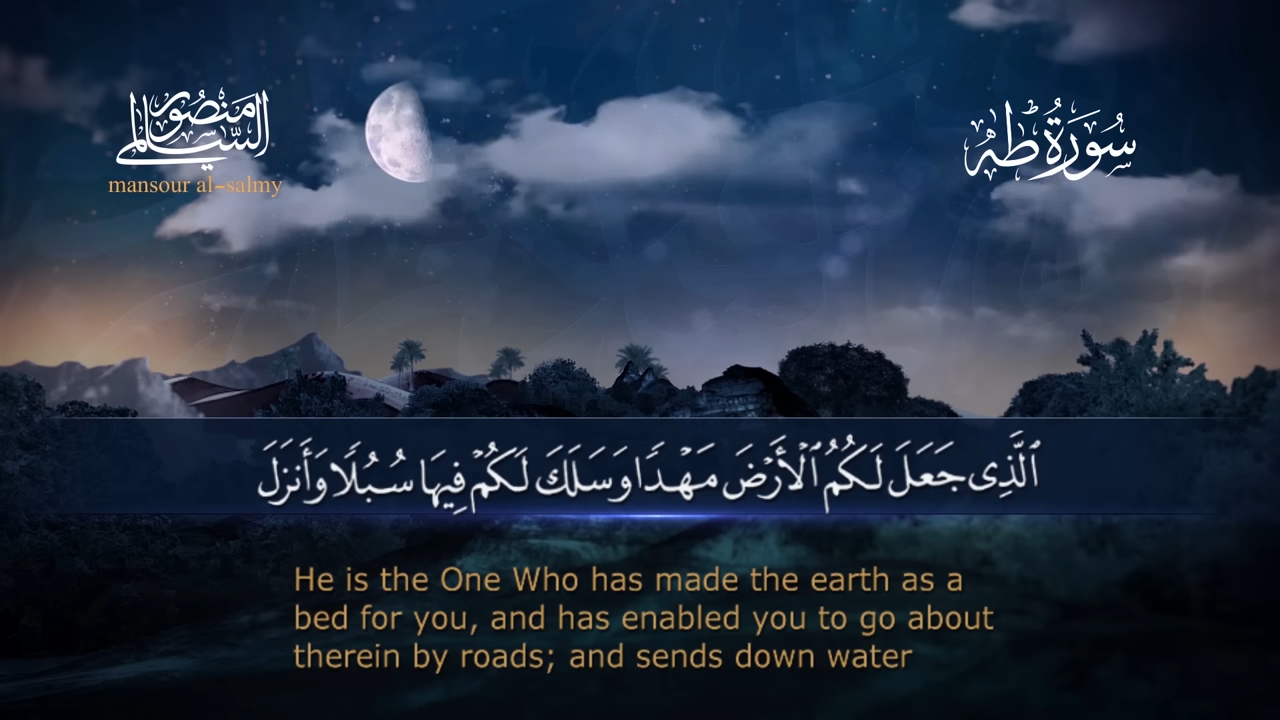 منصور السالمي
mansour al-salmy
سورة طه
ٱلَّذِى جَعَلَ لَكُمُ ٱلْأَرْضَ مَهْدًا وَسَلَكَ لَكُمْ فِيهَا سُبُلًا وَأَنزَلَ
He is the One Who has made the earth as a
bed for you, and has enabled you to go about
therein by roads; and sends down water